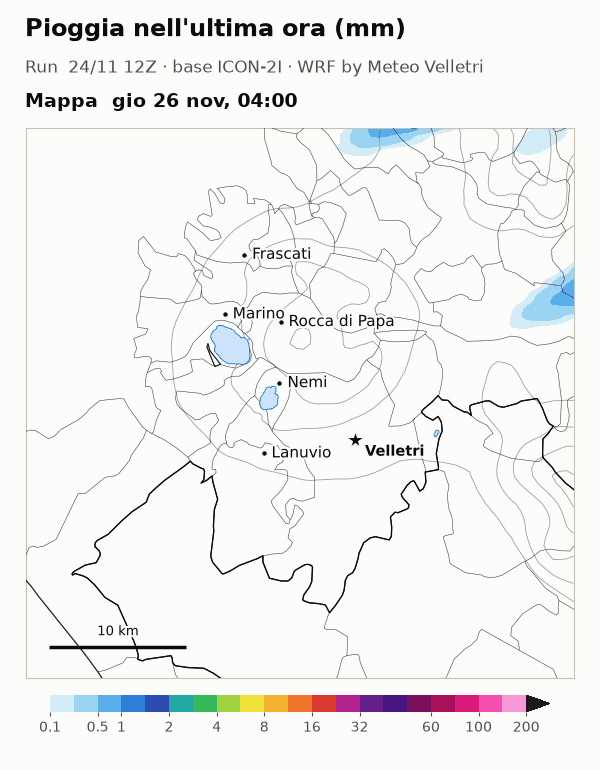 Pioggia nell'ultima ora (mm)
Run  24/11 12Z · base ICON-2I · WRF by Meteo Velletri
Mappa  gio 26 nov, 04:00
Frascati
Marino
Rocca di Papa
Nemi
Velletri
Lanuvio
10 km
0.1 0.5 1 2 4 8 16 32 60 100 200